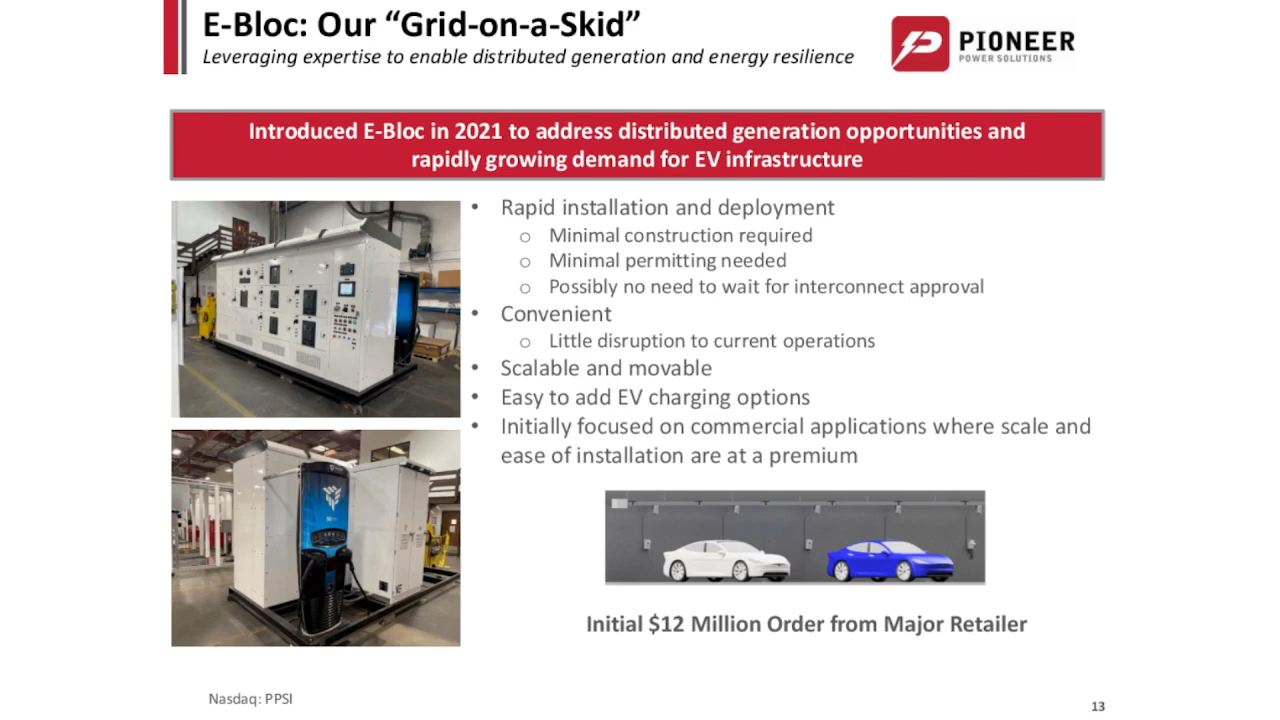 E-Bloc: Our “Grid-on-a-Skid”
Leveraging expertise to enable distributed generation and energy resilience
PIONEER
POWER SOLUTIONS
Introduced E-Bloc in 2021 to address distributed generation opportunities and
rapidly growing demand for EV infrastructure
• Rapid installation and deployment
o Minimal construction required
o Minimal permitting needed
o Possibly no need to wait for interconnect approval
• Convenient
o Little disruption to current operations
• Scalable and movable
• Easy to add EV charging options
• Initially focused on commercial applications where scale and
ease of installation are at a premium
Initial $12 Million Order from Major Retailer
Nasdaq: PPSI
13